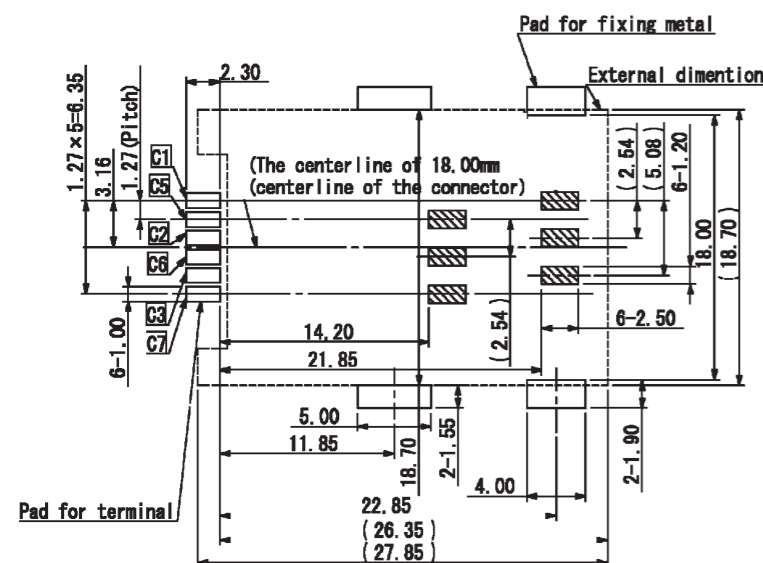 Pad for fixing metal
2.30
External dimention
1.27×5=6.35
3.16
1.27(Pitch)
C1
C5
C2
C6
C3
C7
(The centerline of 18.00mm
(centerline of the connector)
(2.54)
(5.08)
6-1.20
18.00
(18.70)
6-1.00
14.20
(2.54)
6-2.50
21.85
5.00
11.85
18.70
2-1.55
4.00
2-1.90
Pad for terminal
22.85
(26.35)
(27.85)